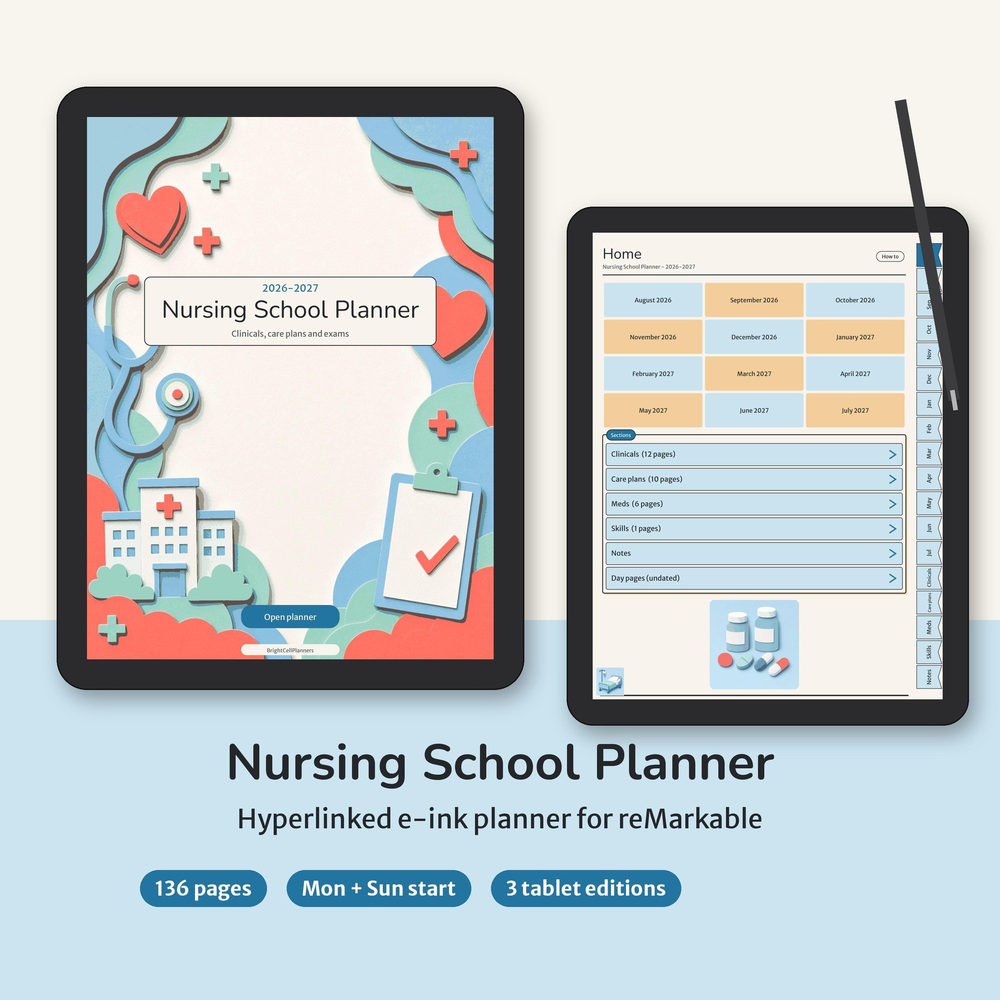 2026-2027
Nursing School Planner
Clinicals, care plans and exams
Open planner
BrightCellPlanners
Home
How to
Nursing School Planner - 2026-2027
August 2026
September 2026
October 2026
November 2026
December 2026
January 2027
February 2027
March 2027
April 2027
May 2027
June 2027
July 2027
Sections
Clinicals (12 pages)
Care plans (10 pages)
Meds (6 pages)
Skills (1 pages)
Notes
Day pages (undated)
Sep
Oct
Nov
Dec
Jan
Feb
Mar
Apr
May
Jun
Jul
Clinicals
Care plans
Meds
Skills
Notes
Nursing School Planner
Hyperlinked e-ink planner for reMarkable
136 pages
Mon + Sun start
3 tablet editions